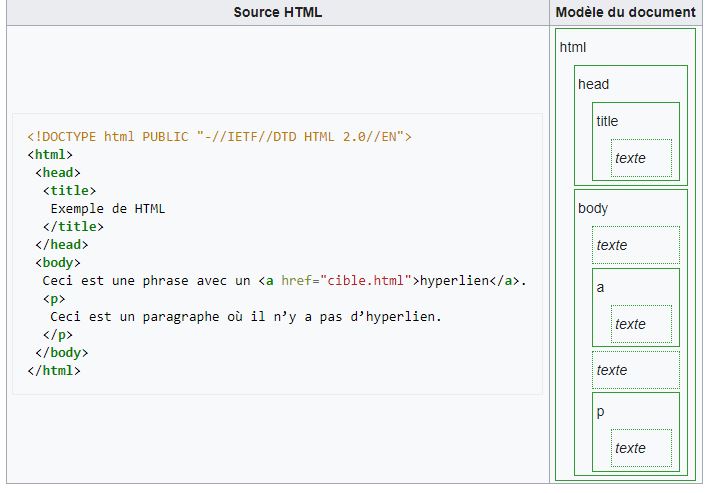 Source HTML
Modèle du document
<!DOCTYPE html PUBLIC "-//IETF//DTD HTML 2.0//EN">
<html>
<head>
<title>
Exemple de HTML
</title>
</head>
<body>
Ceci est une phrase avec un <a href="cible.html">hyperlien</a>.
<p>
Ceci est un paragraphe où il n’y a pas d’hyperlien.
</p>
</body>
</html>
html
head
title
texte
body
texte
a
texte
texte
p
texte